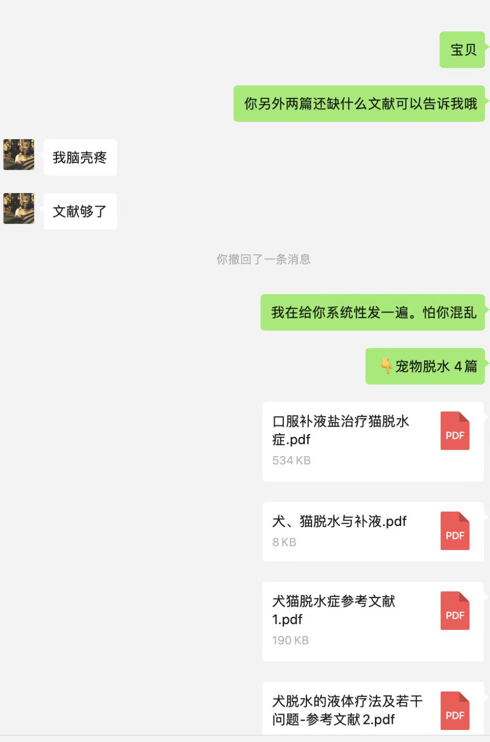 宝贝
你另外两篇还缺什么文献可以告诉我哦
我脑壳疼
文献够了
你撤回了一条消息
我在给你系统性发一遍。怕你混乱
👇宠物脱水 4 篇
口服补液盐治疗猫脱水
症.pdf
534 KB
PDF
犬、猫脱水与补液.pdf
8 KB
PDF
犬猫脱水症参考文献
1.pdf
190 KB
PDF
犬脱水的液体疗法及若干
问题-参考文献 2.pdf
PDF